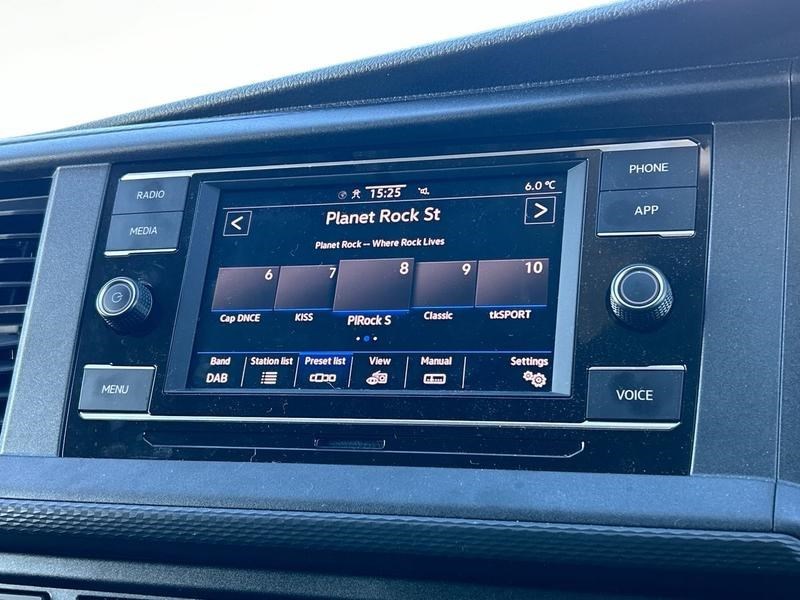 RADIO
MEDIA
MENU
15:25
6.0 °C
<
Planet Rock St
>
Planet Rock -- Where Rock Lives
6 7 8 9 10
Cap DNCE KISS PlRock S Classic tkSPORT
Band Station list Preset list View Manual Settings
DAB
PHONE
APP
VOICE